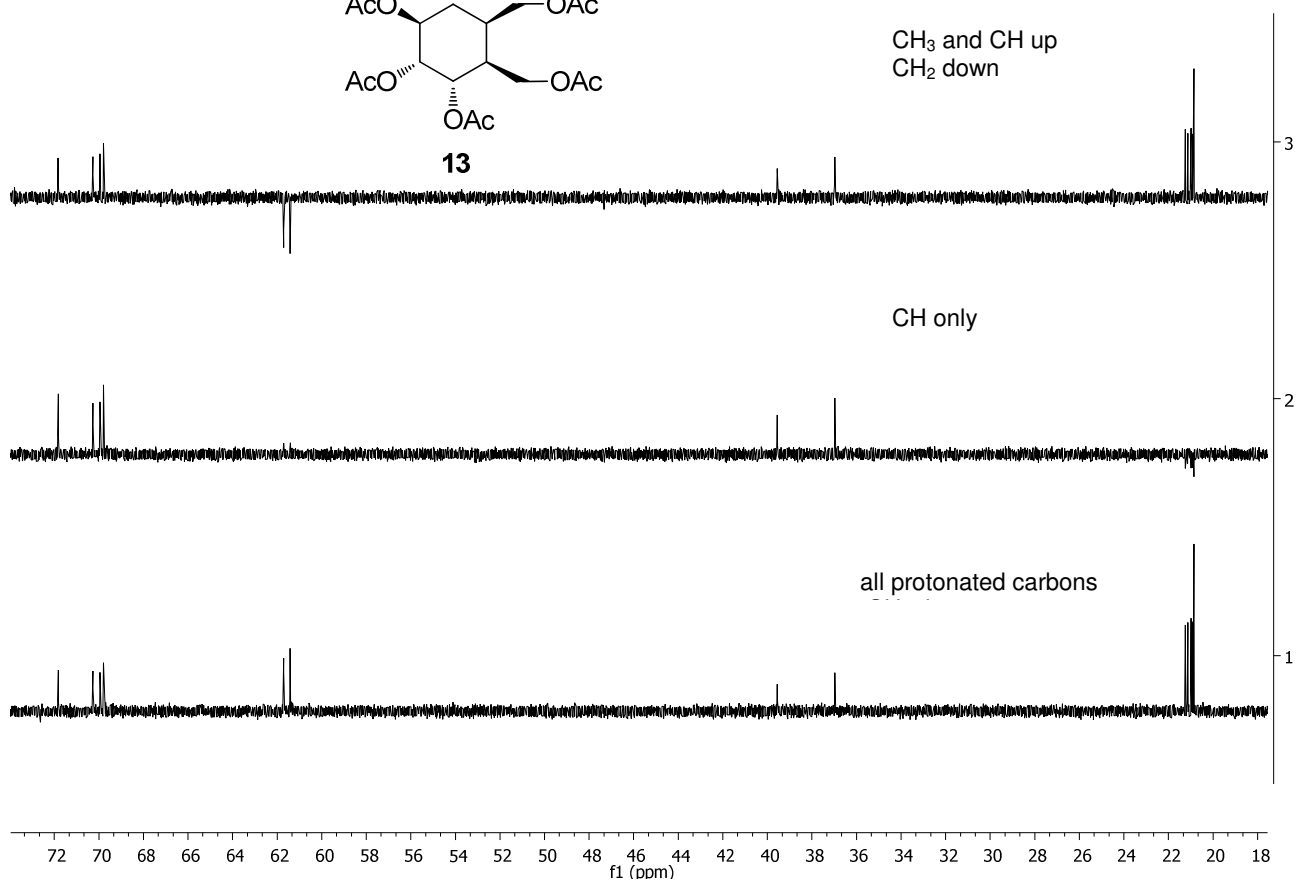 AcO OAc
CH₃ and CH up
CH₂ down
AcO OAc
OAc
13
3
CH only
2
all protonated carbons
1
72 70 68 66 64 62 60 58 56 54 52 50 48 46 44 42 40 38 36 34 32 30 28 26 24 22 20 18
f1 (ppm)